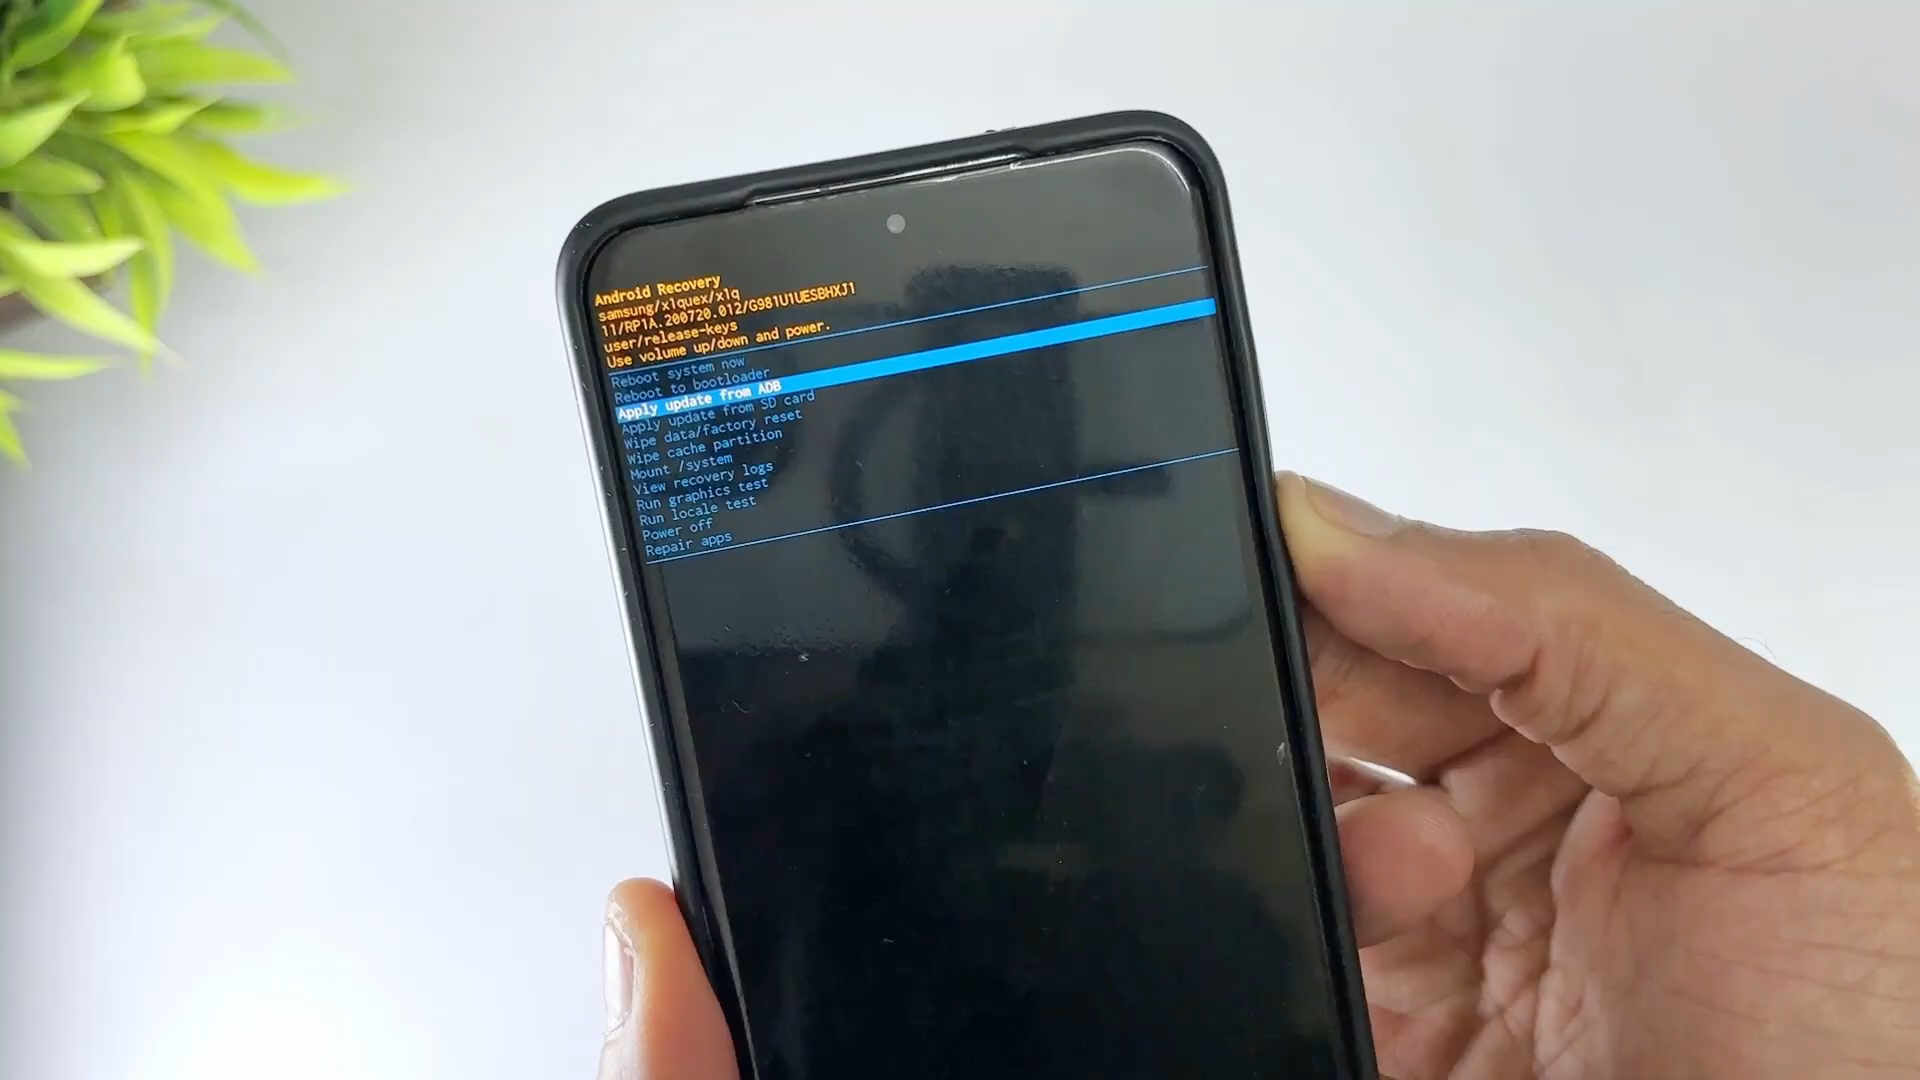 Android Recovery
samsung/x1quex/x1q
11/RP1A.200720.012/G981U1UESBHXJ1
user/release-keys
Use volume up/down and power.
Reboot system now
Reboot to bootloader
Apply update from ADB
Apply update from SD card
Wipe data/factory reset
Wipe cache partition
Mount /system
View recovery logs
Run graphics test
Run locale test
Power off
Repair apps